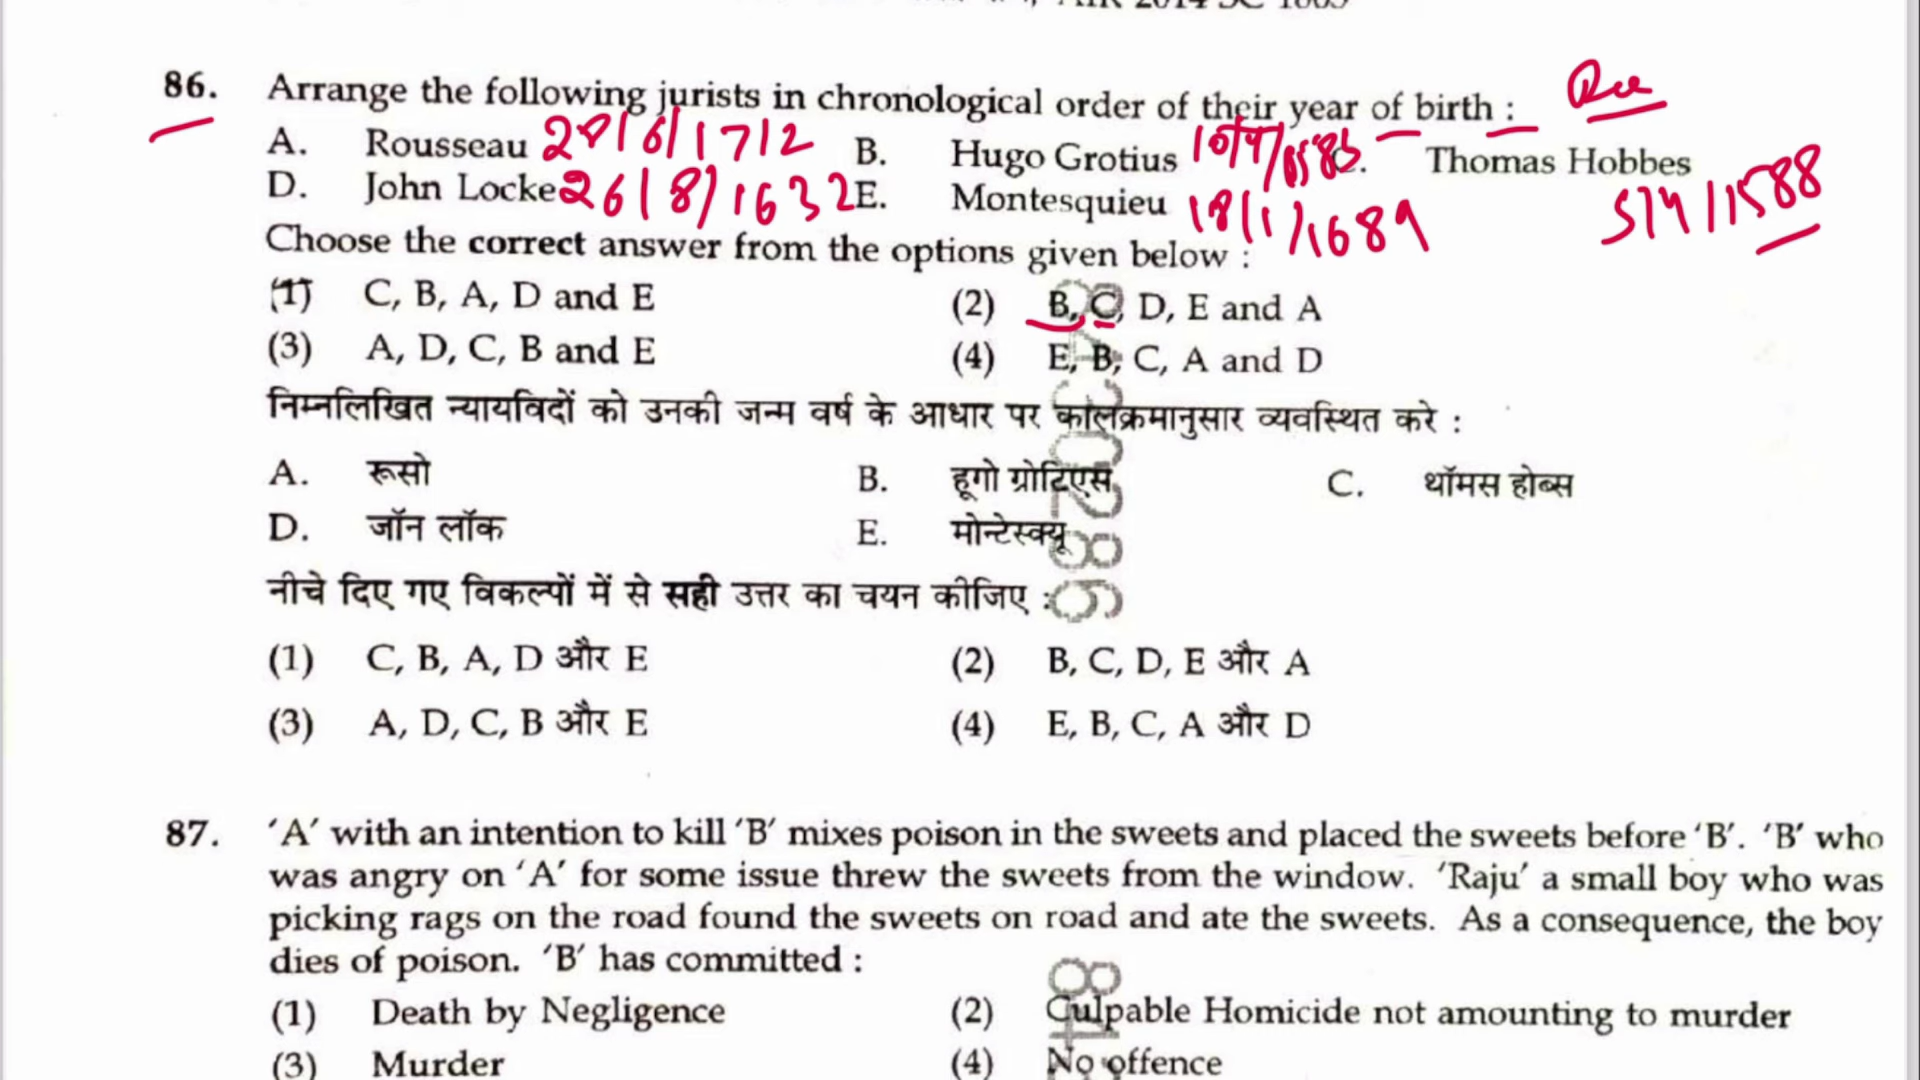 AIR 2014 SC 1863
86. Arrange the following jurists in chronological order of their year of birth :
A. Rousseau 28/6/1712 B. Hugo Grotius 10/4/1583 C. Thomas Hobbes 5/4/1588
D. John Locke 26/8/1632 E. Montesquieu 18/1/1689
Choose the correct answer from the options given below :
(1) C, B, A, D and E (2) B, C, D, E and A
(3) A, D, C, B and E (4) E, B, C, A and D
निम्नलिखित न्यायविदों को उनकी जन्म वर्ष के आधार पर कालक्रमानुसार व्यवस्थित करे :
A. रूसो B. हूगो ग्रोटिएस C. थॉमस होब्स
D. जॉन लॉक E. मोन्टेस्क्यू
नीचे दिए गए विकल्पों में से सही उत्तर का चयन कीजिए :
(1) C, B, A, D और E (2) B, C, D, E और A
(3) A, D, C, B और E (4) E, B, C, A और D
87. 'A' with an intention to kill 'B' mixes poison in the sweets and placed the sweets before 'B'. 'B' who
was angry on 'A' for some issue threw the sweets from the window. 'Raju' a small boy who was
picking rags on the road found the sweets on road and ate the sweets. As a consequence, the boy
dies of poison. 'B' has committed :
(1) Death by Negligence (2) Culpable Homicide not amounting to murder
(3) Murder (4) No offence